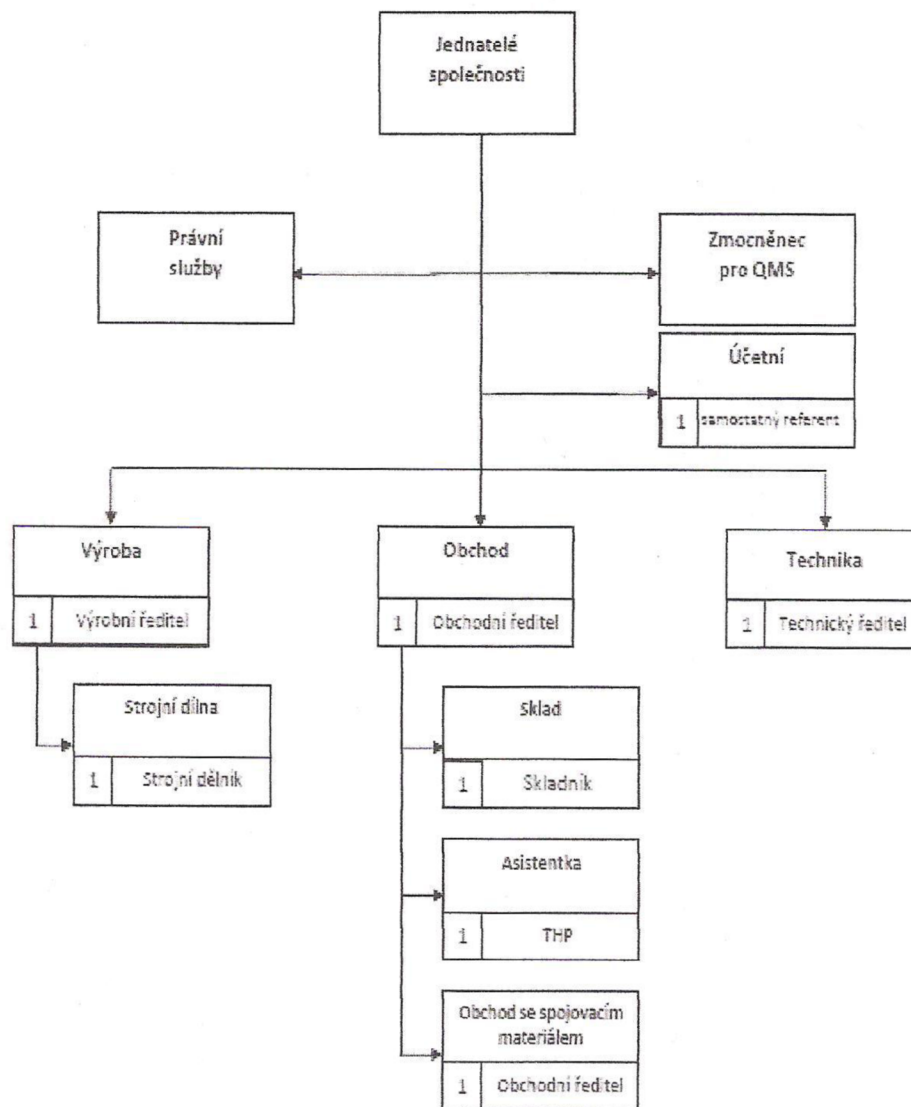 Jednatelé
společnosti
Právní
služby
Zmocněnec
pro QMS
Účetní
1 samostatný referent
Výroba
1 Výrobní ředitel
Obchod
1 Obchodní ředitel
Technika
1 Technický ředitel
Strojní dílna
1 Strojní dělník
Sklad
1 Skladník
Asistentka
1 THP
Obchod se spojovacím
materiálem
1 Obchodní ředitel